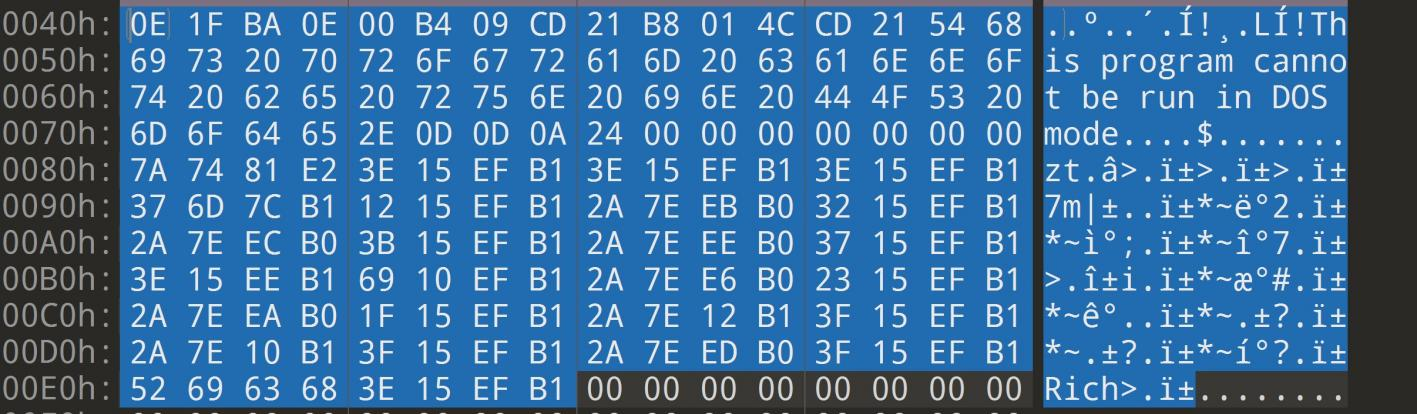 0040h: 0E 1F BA 0E 00 B4 09 CD 21 B8 01 4C CD 21 54 68 ..º..´.Í!¸.LÍ!Th
0050h: 69 73 20 70 72 6F 67 72 61 6D 20 63 61 6E 6E 6F is program canno
0060h: 74 20 62 65 20 72 75 6E 20 69 6E 20 44 4F 53 20 t be run in DOS
0070h: 6D 6F 64 65 2E 0D 0D 0A 24 00 00 00 00 00 00 00 mode....$.......
0080h: 7A 74 81 E2 3E 15 EF B1 3E 15 EF B1 3E 15 EF B1 zt.â>.ï±>.ï±>.ï±
0090h: 37 6D 7C B1 12 15 EF B1 2A 7E EB B0 32 15 EF B1 7m|±..ï±*~ë°2.ï±
00A0h: 2A 7E EC B0 3B 15 EF B1 2A 7E EE B0 37 15 EF B1 *~ì°;.ï±*~î°7.ï±
00B0h: 3E 15 EE B1 69 10 EF B1 2A 7E E6 B0 23 15 EF B1 >.î±i.ï±*~æ°#.ï±
00C0h: 2A 7E EA B0 1F 15 EF B1 2A 7E 12 B1 3F 15 EF B1 *~ê°..ï±*~.±?.ï±
00D0h: 2A 7E 10 B1 3F 15 EF B1 2A 7E ED B0 3F 15 EF B1 *~.±?.ï±*~í°?.ï±
00E0h: 52 69 63 68 3E 15 EF B1 00 00 00 00 00 00 00 00 Rich>.ï±........